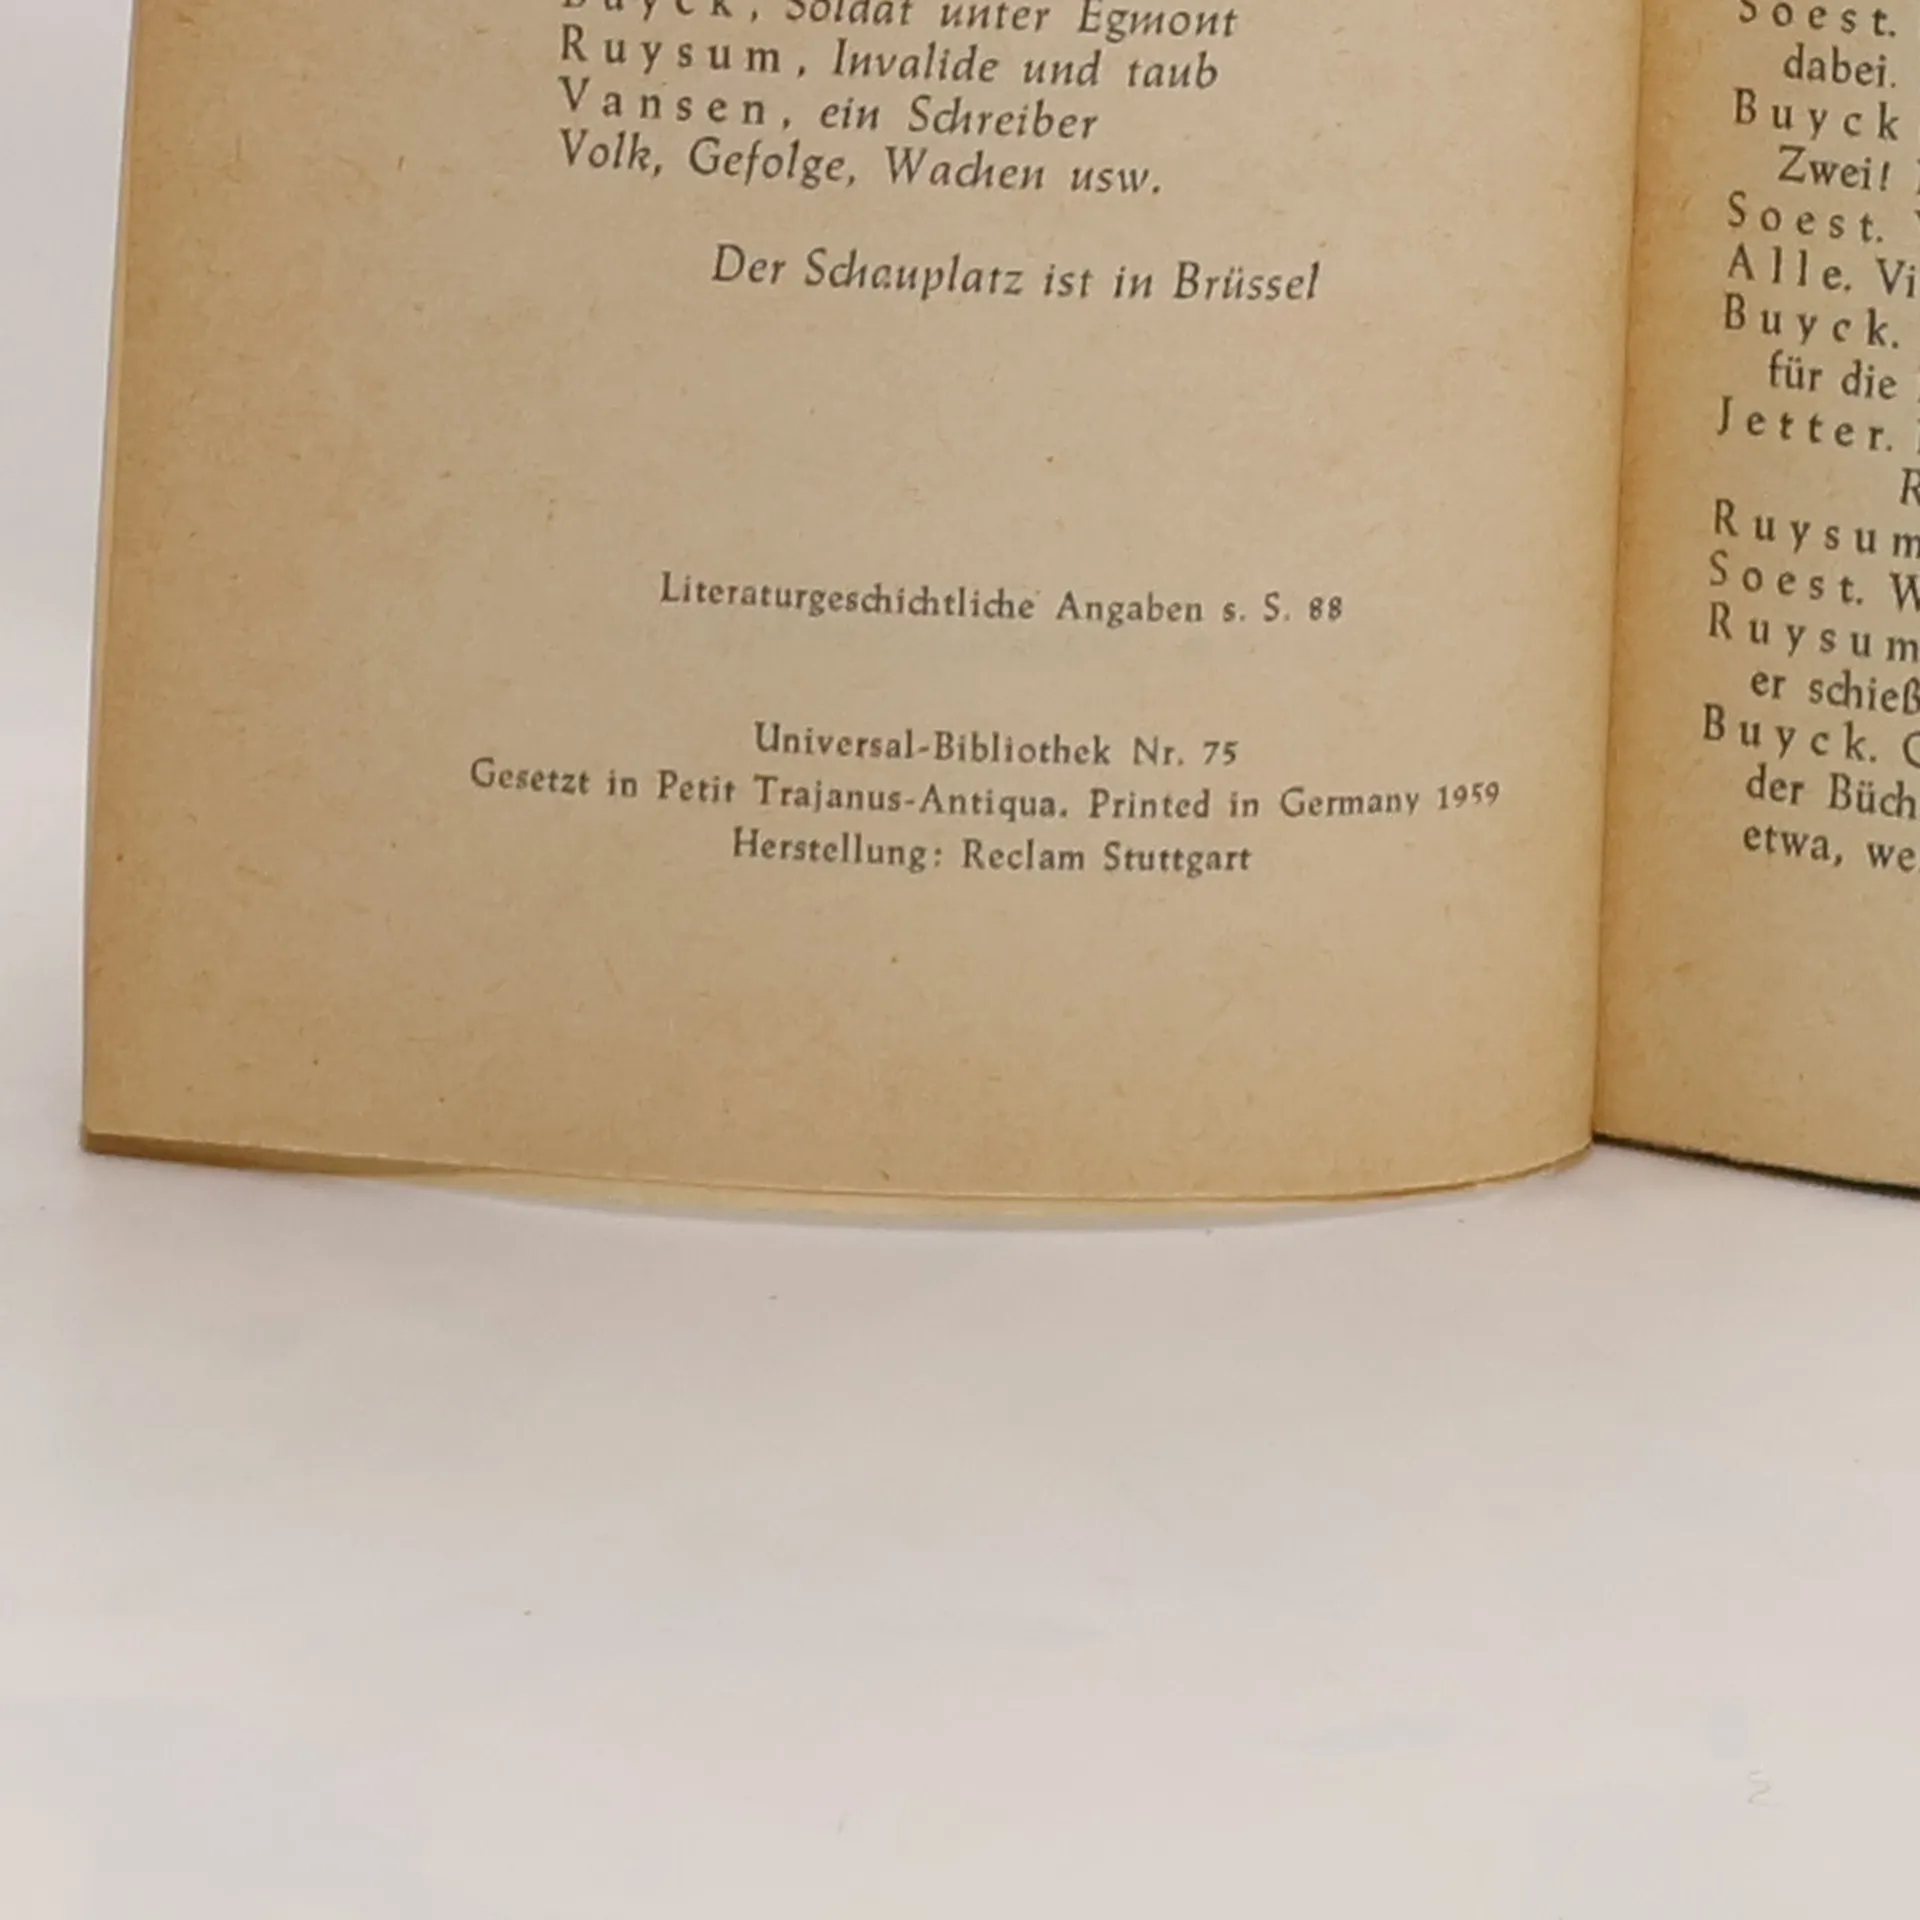 Buyck, Soldat unter Egmont
Ruysum, Invalide und taub
Vansen, ein Schreiber
Volk, Gefolge, Wachen usw.
Der Schauplatz ist in Brüssel
Literaturgeschichtliche Angaben s. S. 88
Universal-Bibliothek Nr. 75
Gesetzt in Petit Trajanus-Antiqua. Printed in Germany 1959
Herstellung: Reclam Stuttgart
Soest.
dabei.
Buyck
Zwei!
Soest.
Alle. Vi
Buyck.
für die
Jetter.
R
Ruysum
Soest. W
Ruysum
er schieß
Buyck.
der Büch
etwa, we